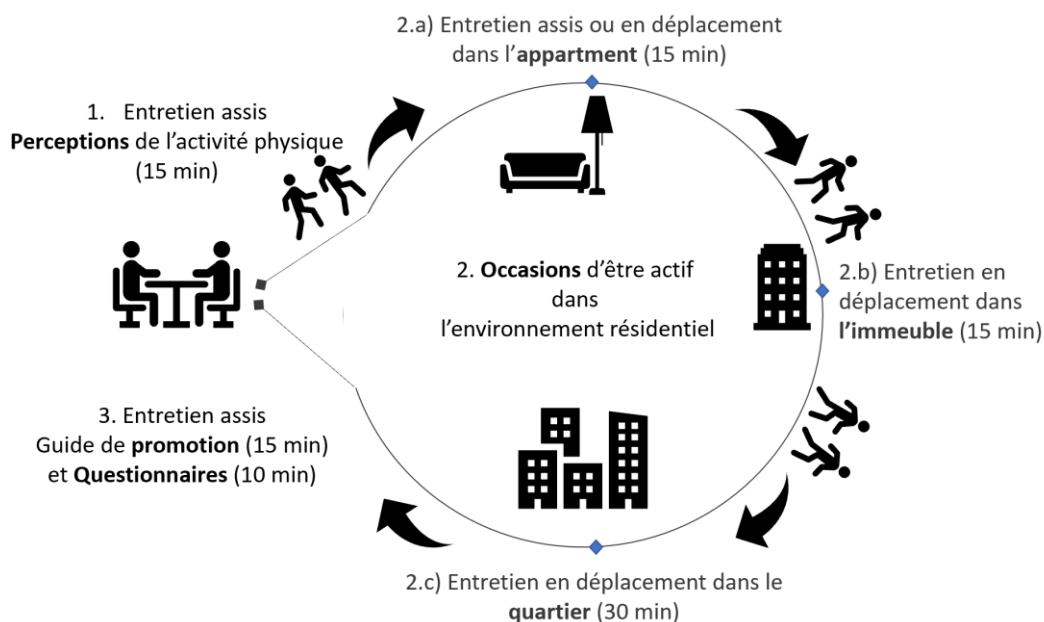 1. Entretien assis
Perceptions de l'activité physique
(15 min)
2.a) Entretien assis ou en déplacement
dans l'appartment (15 min)
2. Occasions d'être actif
dans
l'environnement résidentiel
2.b) Entretien en
déplacement dans
l'immeuble (15 min)
2.c) Entretien en déplacement dans le
quartier (30 min)
3. Entretien assis
Guide de promotion (15 min)
et Questionnaires (10 min)